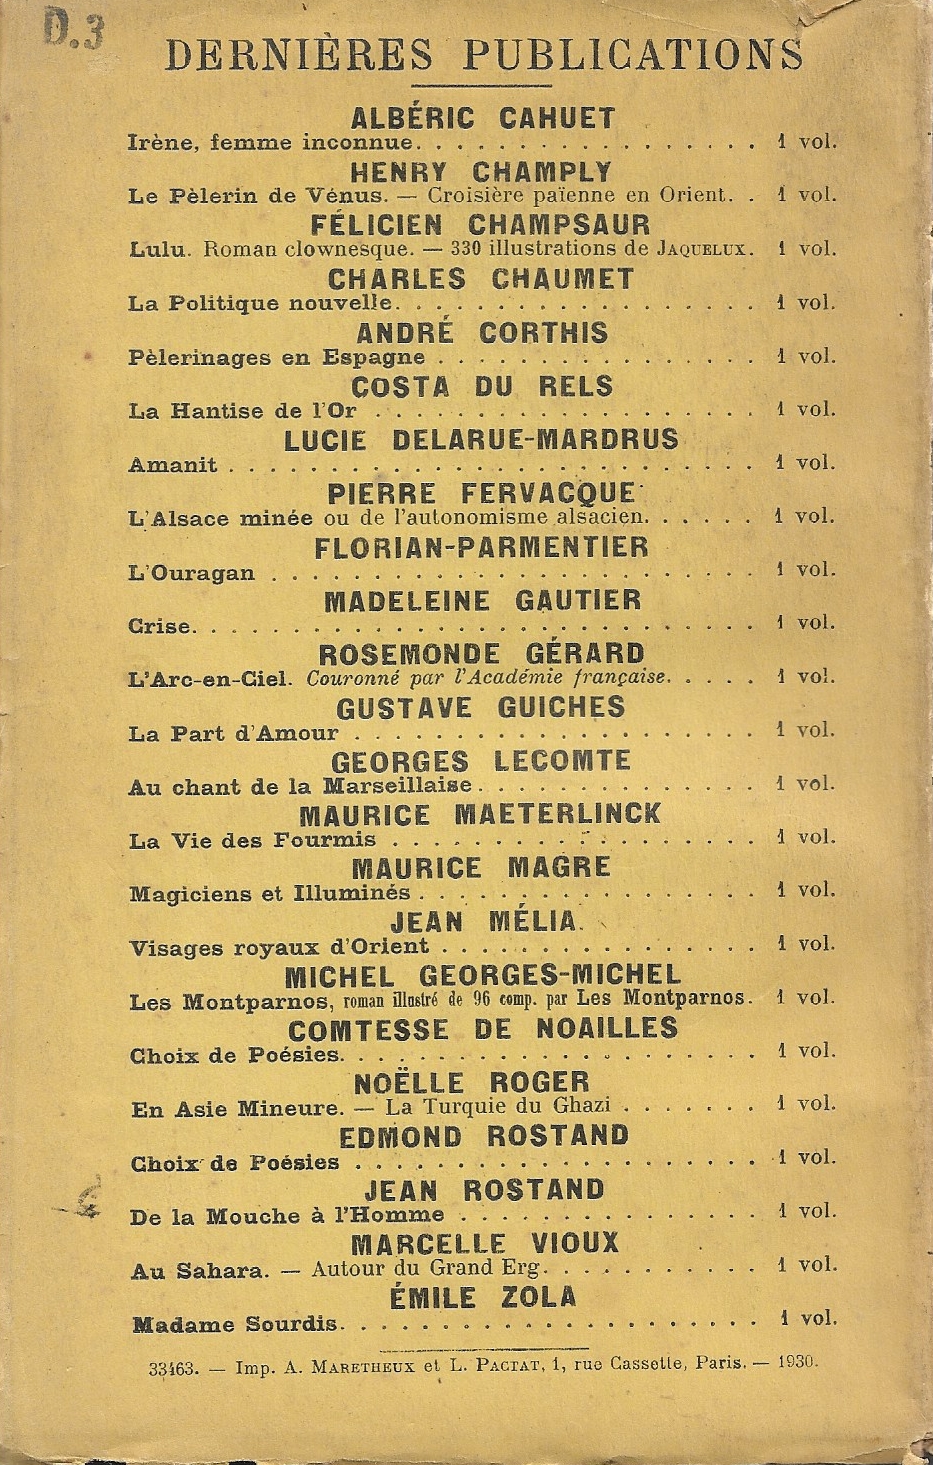 D.3
DERNIÈRES PUBLICATIONS
ALBÉRIC CAHUET
Irène, femme inconnue. . . . . . . . . . . . . . . . 1 vol.
HENRY CHAMPLY
Le Pèlerin de Vénus. — Croisière païenne en Orient. . 1 vol.
FÉLICIEN CHAMPSAUR
Lulu. Roman clownesque. — 330 illustrations de JAQUELUX. 1 vol.
CHARLES CHAUMET
La Politique nouvelle. . . . . . . . . . . . . . . . 1 vol.
ANDRÉ CORTHIS
Pèlerinages en Espagne . . . . . . . . . . . . . . . 1 vol.
COSTA DU RELS
La Hantise de l'Or . . . . . . . . . . . . . . . . . 1 vol.
LUCIE DELARUE-MARDRUS
Amanit . . . . . . . . . . . . . . . . . . . . . . . 1 vol.
PIERRE FERVACQUE
L'Alsace minée ou de l'autonomisme alsacien. . . . . . 1 vol.
FLORIAN-PARMENTIER
L'Ouragan . . . . . . . . . . . . . . . . . . . . . 1 vol.
MADELEINE GAUTIER
Crise. . . . . . . . . . . . . . . . . . . . . . . . 1 vol.
ROSEMONDE GÉRARD
L'Arc-en-Ciel. Couronné par l'Académie française. . . . . 1 vol.
GUSTAVE GUICHES
La Part d'Amour . . . . . . . . . . . . . . . . . . 1 vol.
GEORGES LECOMTE
Au chant de la Marseillaise. . . . . . . . . . . . . 1 vol.
MAURICE MAETERLINCK
La Vie des Fourmis . . . . . . . . . . . . . . . . . 1 vol.
MAURICE MAGRE
Magiciens et Illuminés . . . . . . . . . . . . . . . 1 vol.
JEAN MÉLIA
Visages royaux d'Orient . . . . . . . . . . . . . . . 1 vol.
MICHEL GEORGES-MICHEL
Les Montparnos, roman illustré de 96 comp. par Les Montparnos. 1 vol.
COMTESSE DE NOAILLES
Choix de Poésies. . . . . . . . . . . . . . . . . . 1 vol.
NOËLLE ROGER
En Asie Mineure. — La Turquie du Ghazi . . . . . . . 1 vol.
EDMOND ROSTAND
Choix de Poésies . . . . . . . . . . . . . . . . . . 1 vol.
JEAN ROSTAND
De la Mouche à l'Homme . . . . . . . . . . . . . . . 1 vol.
MARCELLE VIOUX
Au Sahara. — Autour du Grand Erg. . . . . . . . . . . 1 vol.
ÉMILE ZOLA
Madame Sourdis. . . . . . . . . . . . . . . . . . . 1 vol.
33463. — Imp. A. MARETHEUX et L. PACTAT, 1, rue Cassette, Paris. — 1930.